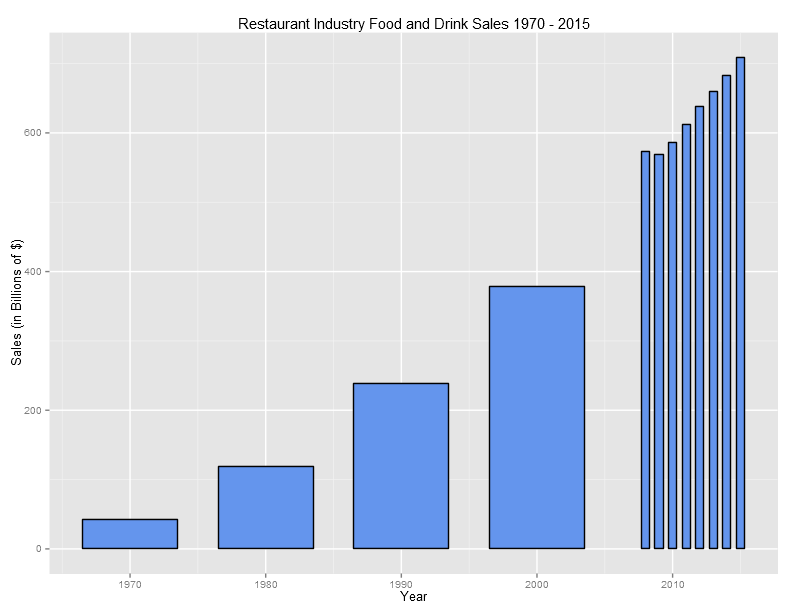 Restaurant Industry Food and Drink Sales 1970 - 2015
Sales (in Billions of $)
600
400
200
0
1970 1980 1990 2000 2010
Year